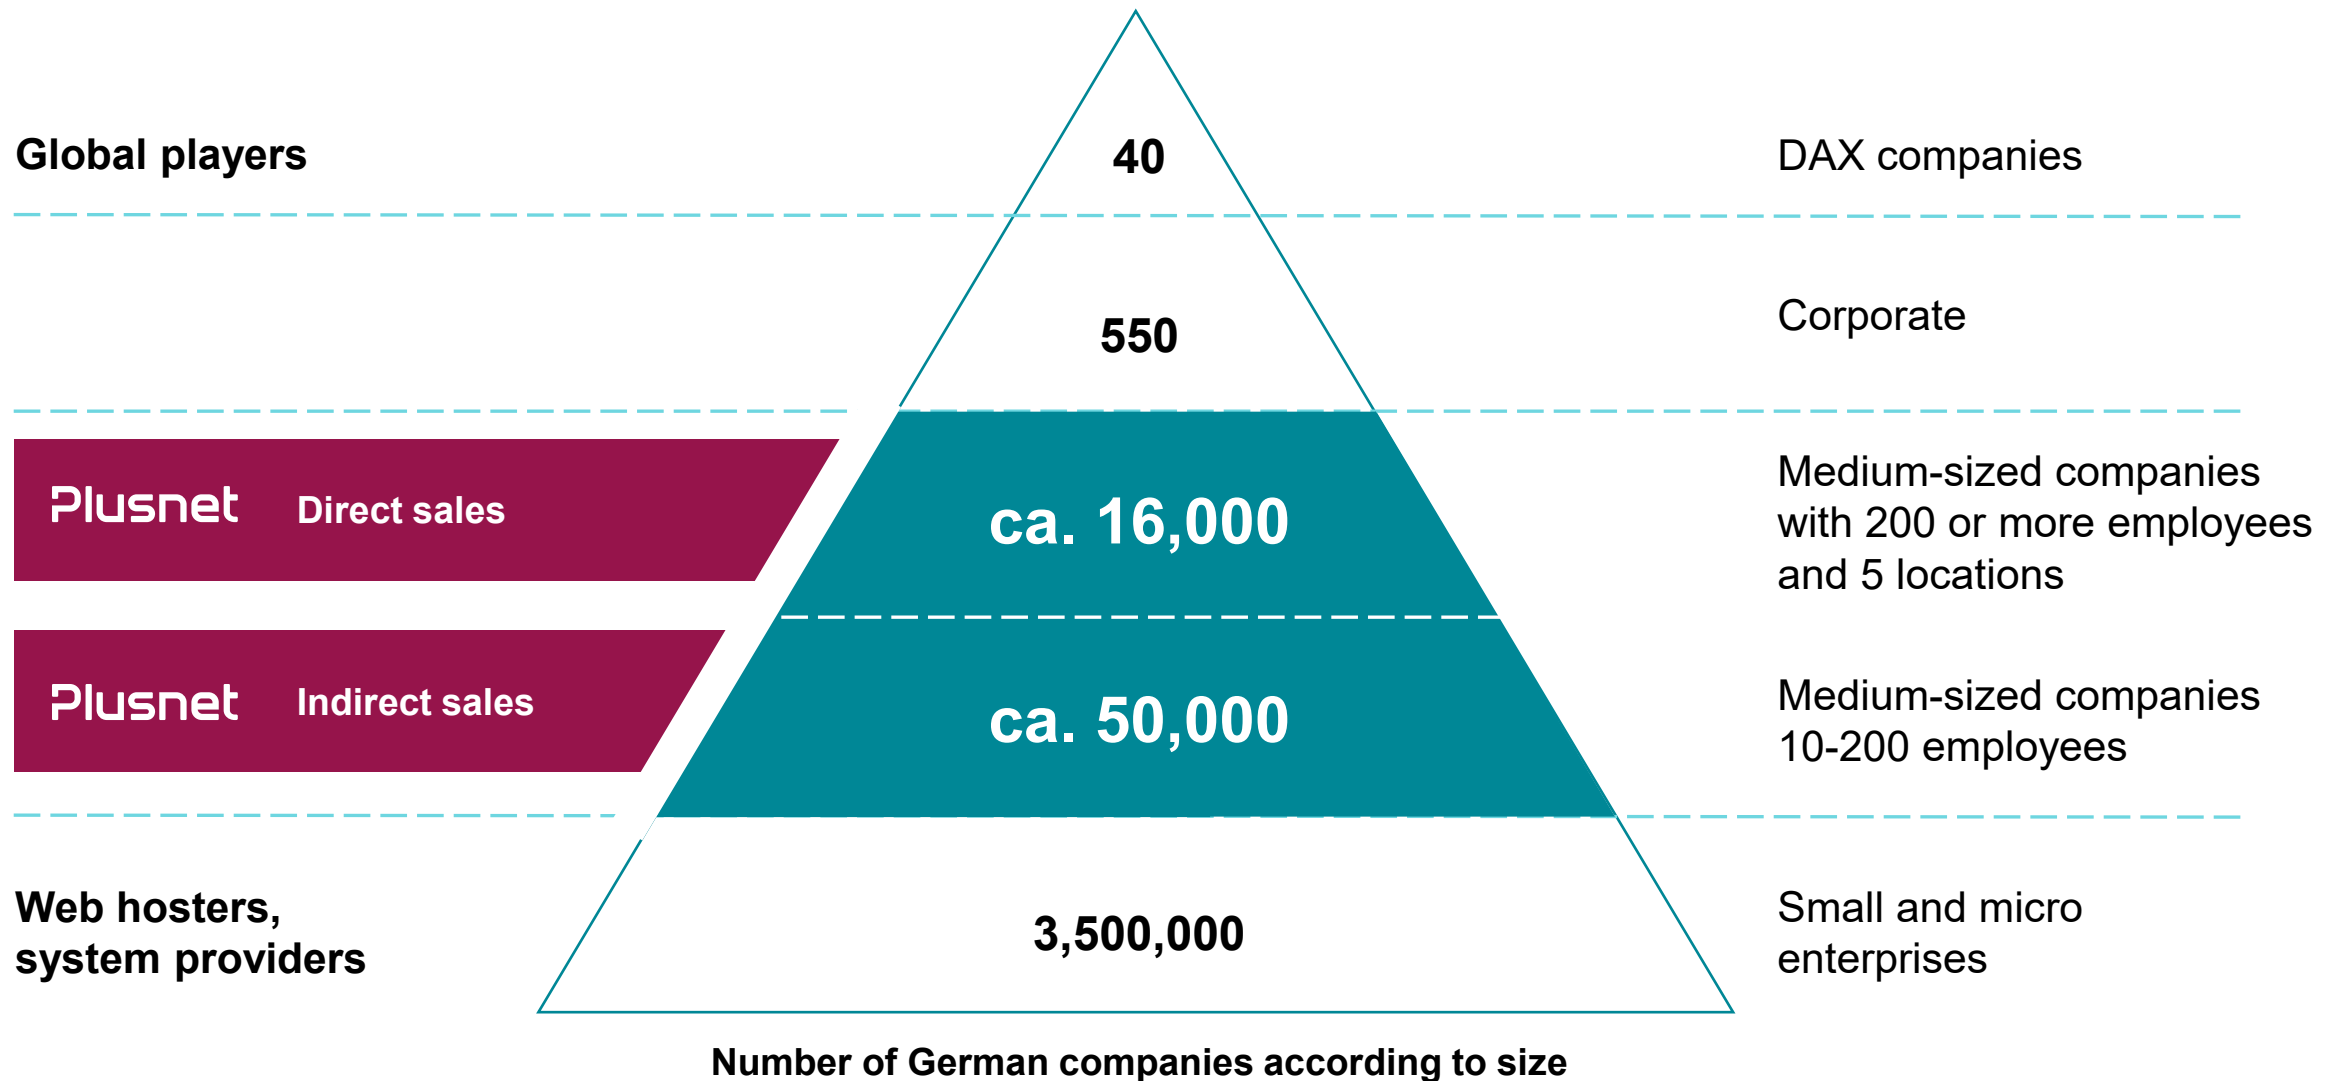 Global players
40
DAX companies
550
Corporate
Plusnet
Direct sales
ca. 16,000
Medium-sized companies
with 200 or more employees
and 5 locations
Plusnet
Indirect sales
ca. 50,000
Medium-sized companies
10-200 employees
Web hosters,
system providers
3,500,000
Small and micro
enterprises
Number of German companies according to size